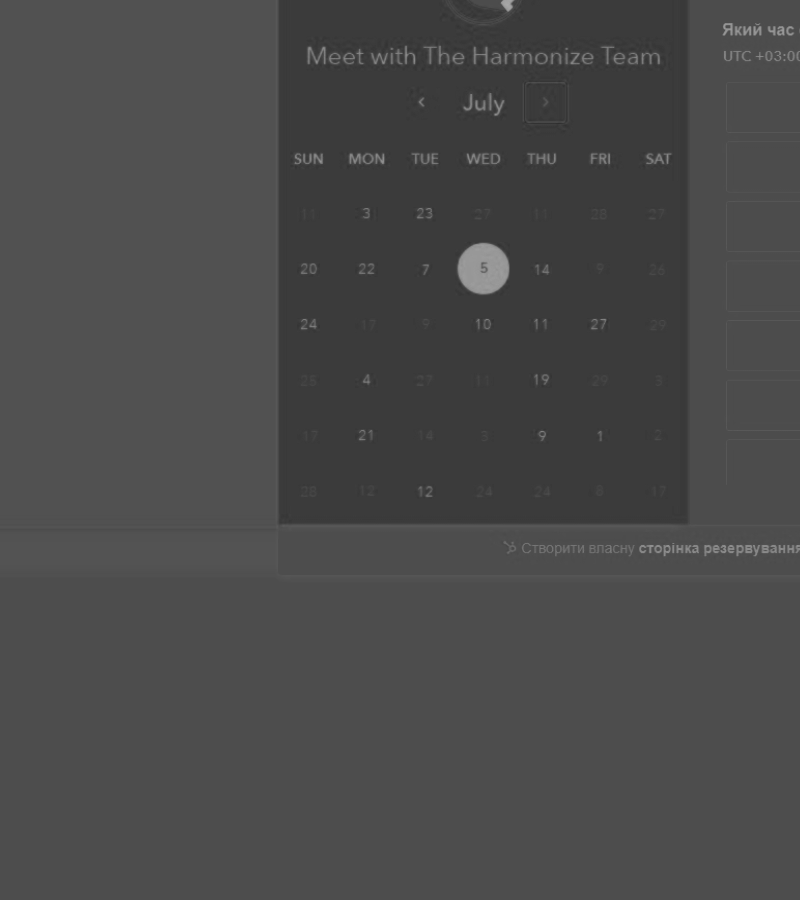 Який час
UTC +03:00
Meet with The Harmonize Team
July
SUN MON TUE WED THU FRI SAT
11 3 23 27 11 28 27
20 22 7 5 14 9 26
24 17 9 10 11 27 29
25 4 27 11 19 29 3
17 21 14 3 9 1 2
28 12 12 24 24 8 17
Створити власну сторінка резервування